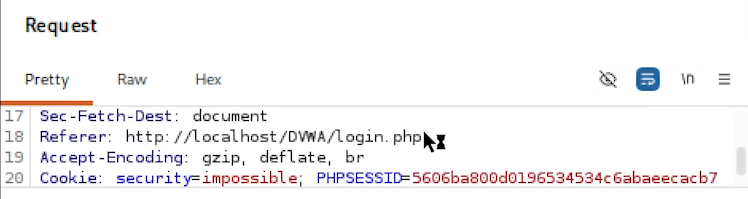 Request
Pretty Raw Hex \n
17 Sec-Fetch-Dest: document
18 Referer: http://localhost/DVWA/login.php
19 Accept-Encoding: gzip, deflate, br
20 Cookie: security=impossible; PHPSESSID=5606ba800d0196534534c6abaeecacb7